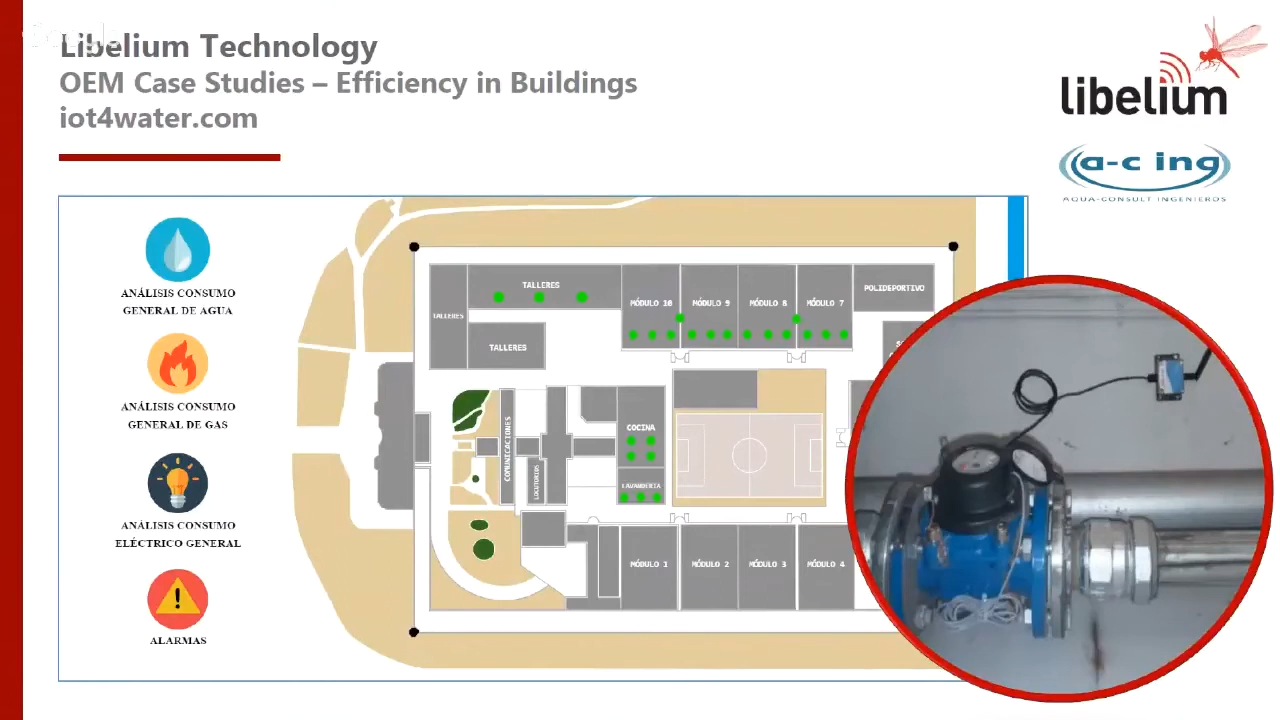 Libelium Technology
OEM Case Studies – Efficiency in Buildings
iot4water.com
libelium
a-c ing
AQUA-CONSULT INGENIEROS
ANÁLISIS CONSUMO
GENERAL DE AGUA
ANÁLISIS CONSUMO
GENERAL DE GAS
ANÁLISIS CONSUMO
ELÉCTRICO GENERAL
ALARMAS
TALLERES
TALLERES
TALLERES
MÓDULO 10
MÓDULO 9
MÓDULO 8
MÓDULO 7
POLIDEPORTIVO
COMUNICACIONES
LOCUTORIOS
COCINA
LAVANDERIA
MÓDULO 1
MÓDULO 2
MÓDULO 3
MÓDULO 4